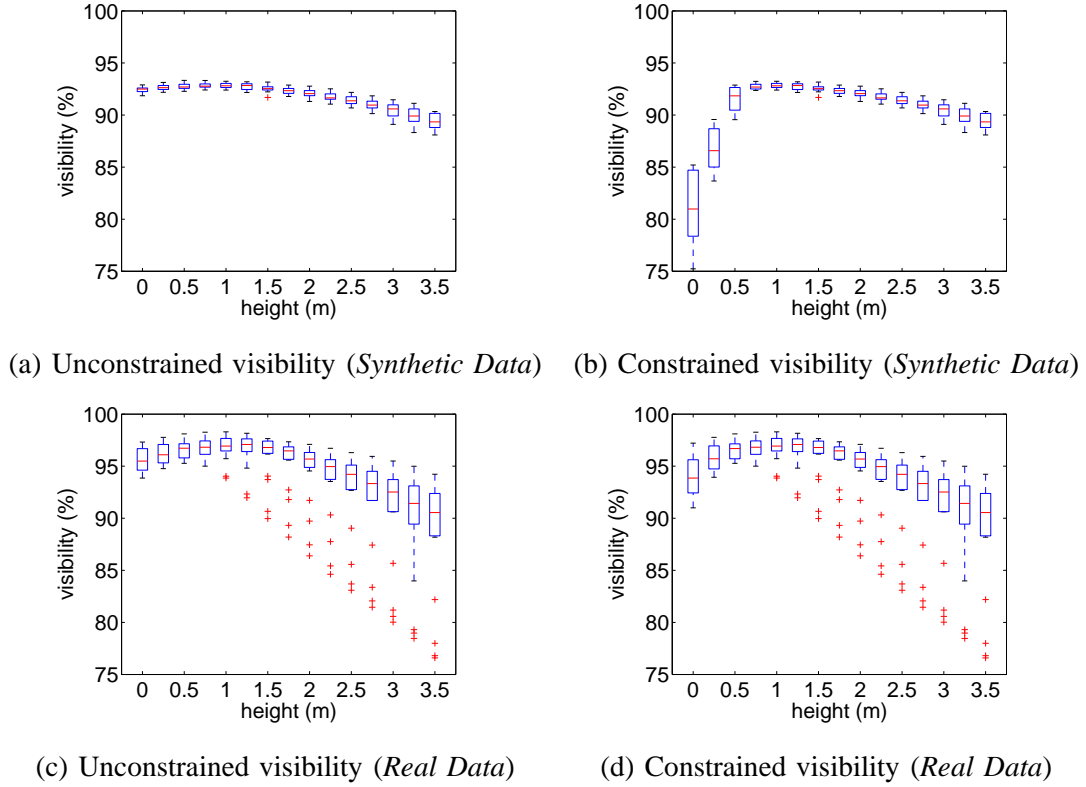 100
95
90
85
80
75
visibility (%)
0 0.5 1 1.5 2 2.5 3 3.5
height (m)
(a) Unconstrained visibility (Synthetic Data)
100
95
90
85
80
75
visibility (%)
0 0.5 1 1.5 2 2.5 3 3.5
height (m)
(b) Constrained visibility (Synthetic Data)
100
95
90
85
80
75
visibility (%)
0 0.5 1 1.5 2 2.5 3 3.5
height (m)
(c) Unconstrained visibility (Real Data)
100
95
90
85
80
75
visibility (%)
0 0.5 1 1.5 2 2.5 3 3.5
height (m)
(d) Constrained visibility (Real Data)